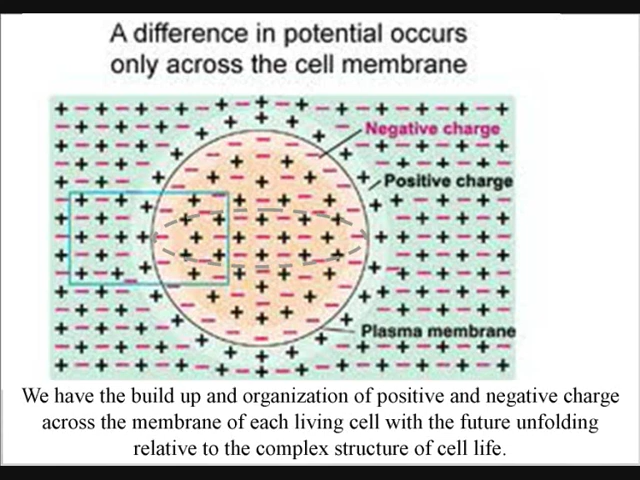 A difference in potential occurs
only across the cell membrane
Negative charge
Positive charge
Plasma membrane
We have the build up and organization of positive and negative charge
across the membrane of each living cell with the future unfolding
relative to the complex structure of cell life.